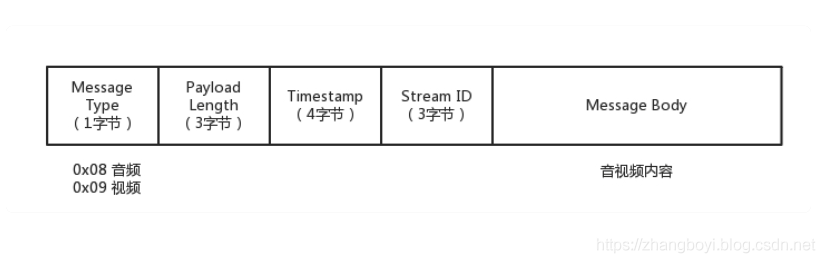 Message
Type
（1字节）
Payload
Length
（3字节）
Timestamp
（4字节）
Stream ID
（3字节）
Message Body
0x08 音频
0x09 视频
音视频内容
https://zhangboyi.blog.csdn.net